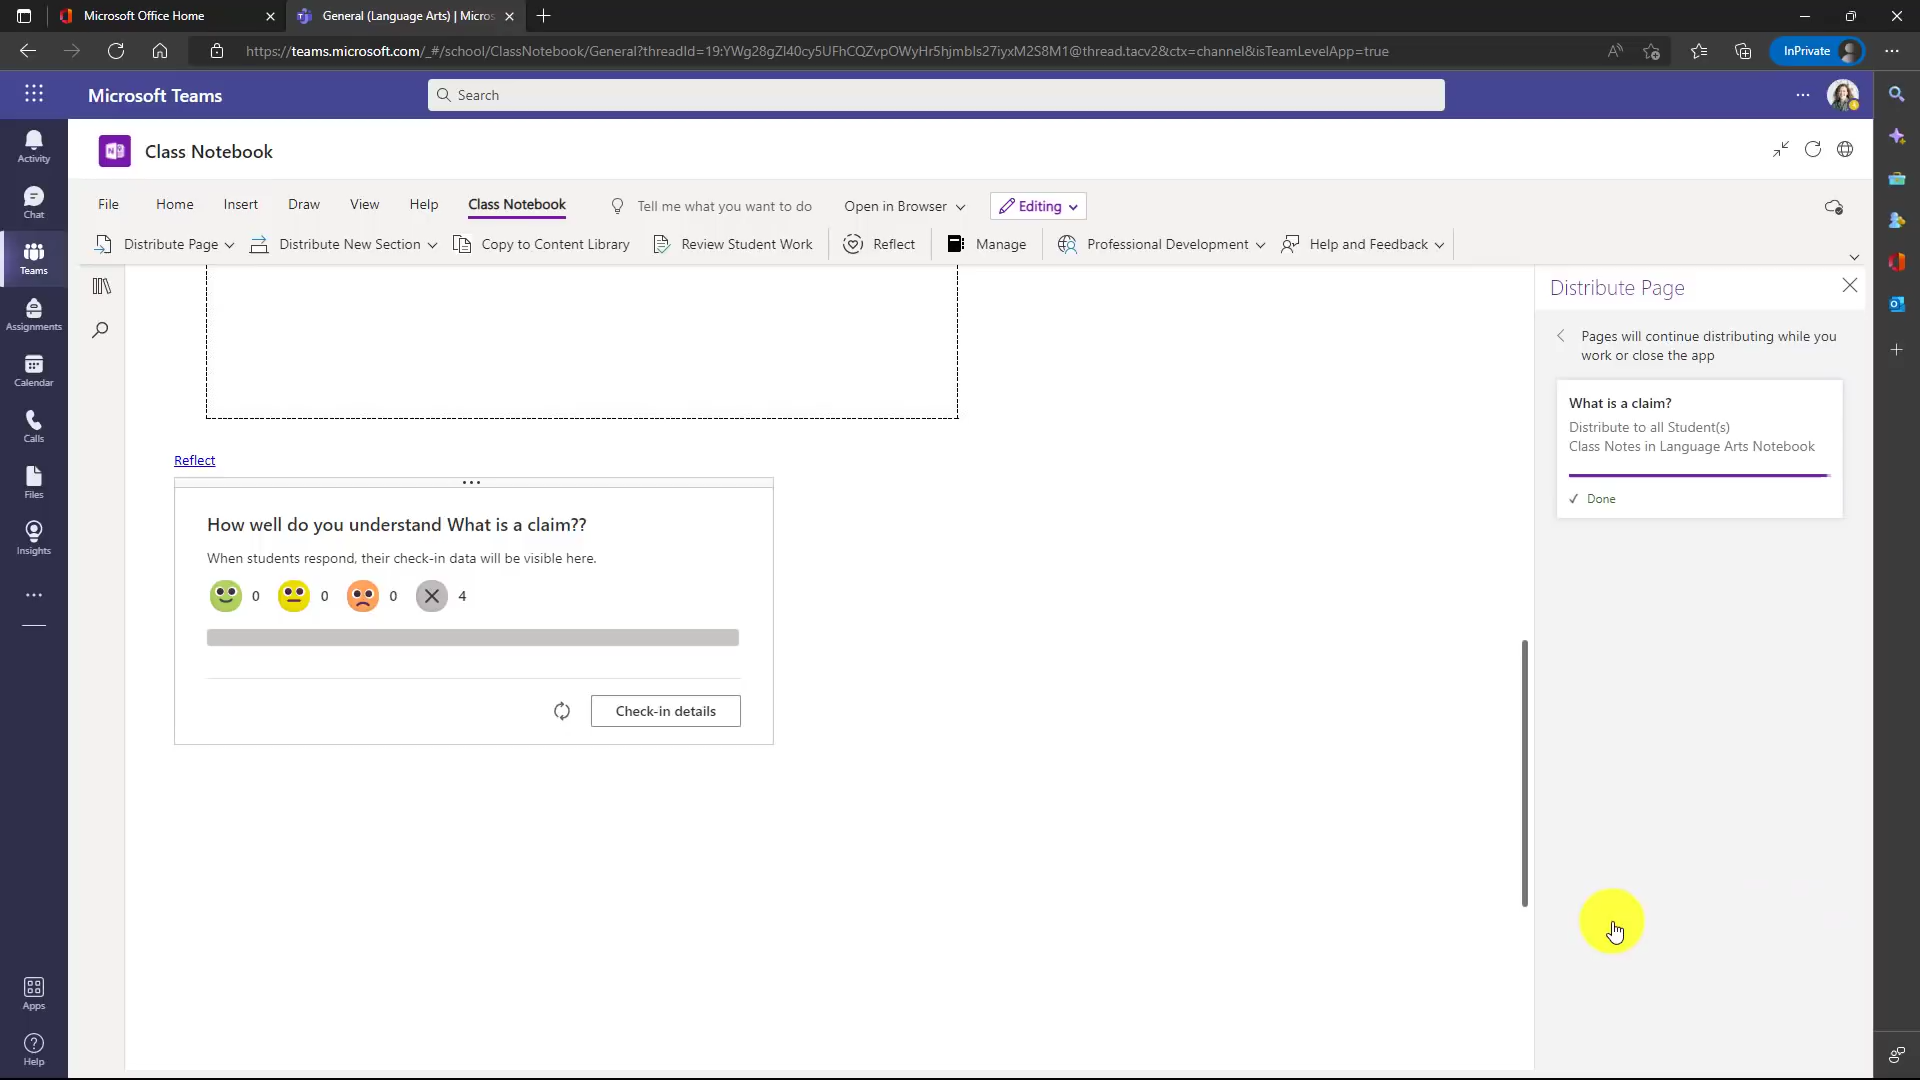 Microsoft Office Home
General (Language Arts) | Micros
https://teams.microsoft.com/_#/school/ClassNotebook/General?threadId=19:YWg28gZl40cy5UFhCQZvpOWyHr5hjmbls27iyxM2S8M1@thread.tacv2&ctx=channel&isTeamLevelApp=true
InPrivate
Microsoft Teams
Search
Activity
Chat
Teams
Assignments
Calendar
Calls
Files
Insights
Apps
Help
Class Notebook
File Home Insert Draw View Help Class Notebook Tell me what you want to do Open in Browser Editing
Distribute Page Distribute New Section Copy to Content Library Review Student Work Reflect Manage Professional Development Help and Feedback
Reflect
How well do you understand What is a claim??
When students respond, their check-in data will be visible here.
0 0 0 4
Check-in details
Distribute Page
Pages will continue distributing while you
work or close the app
What is a claim?
Distribute to all Student(s)
Class Notes in Language Arts Notebook
Done